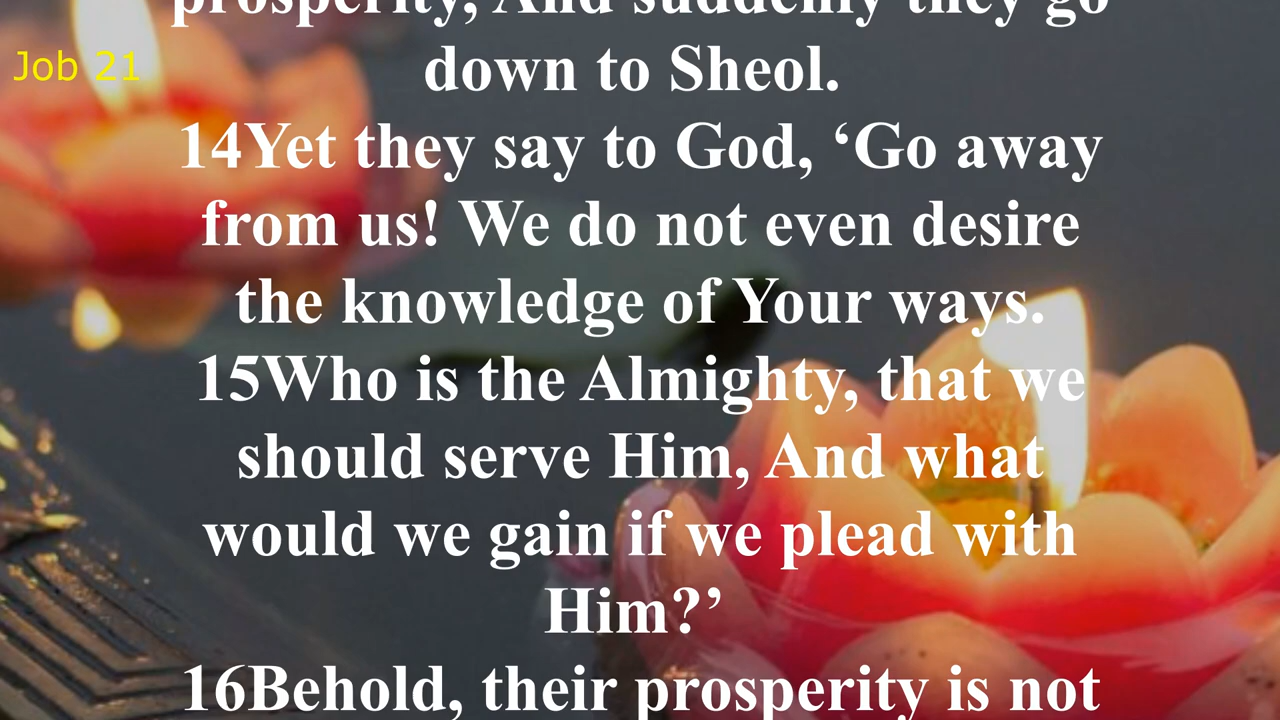 prosperity, And suddenly they go
Job 21
down to Sheol.
14Yet they say to God, ‘Go away
from us! We do not even desire
the knowledge of Your ways.
15Who is the Almighty, that we
should serve Him, And what
would we gain if we plead with
Him?’
16Behold, their prosperity is not